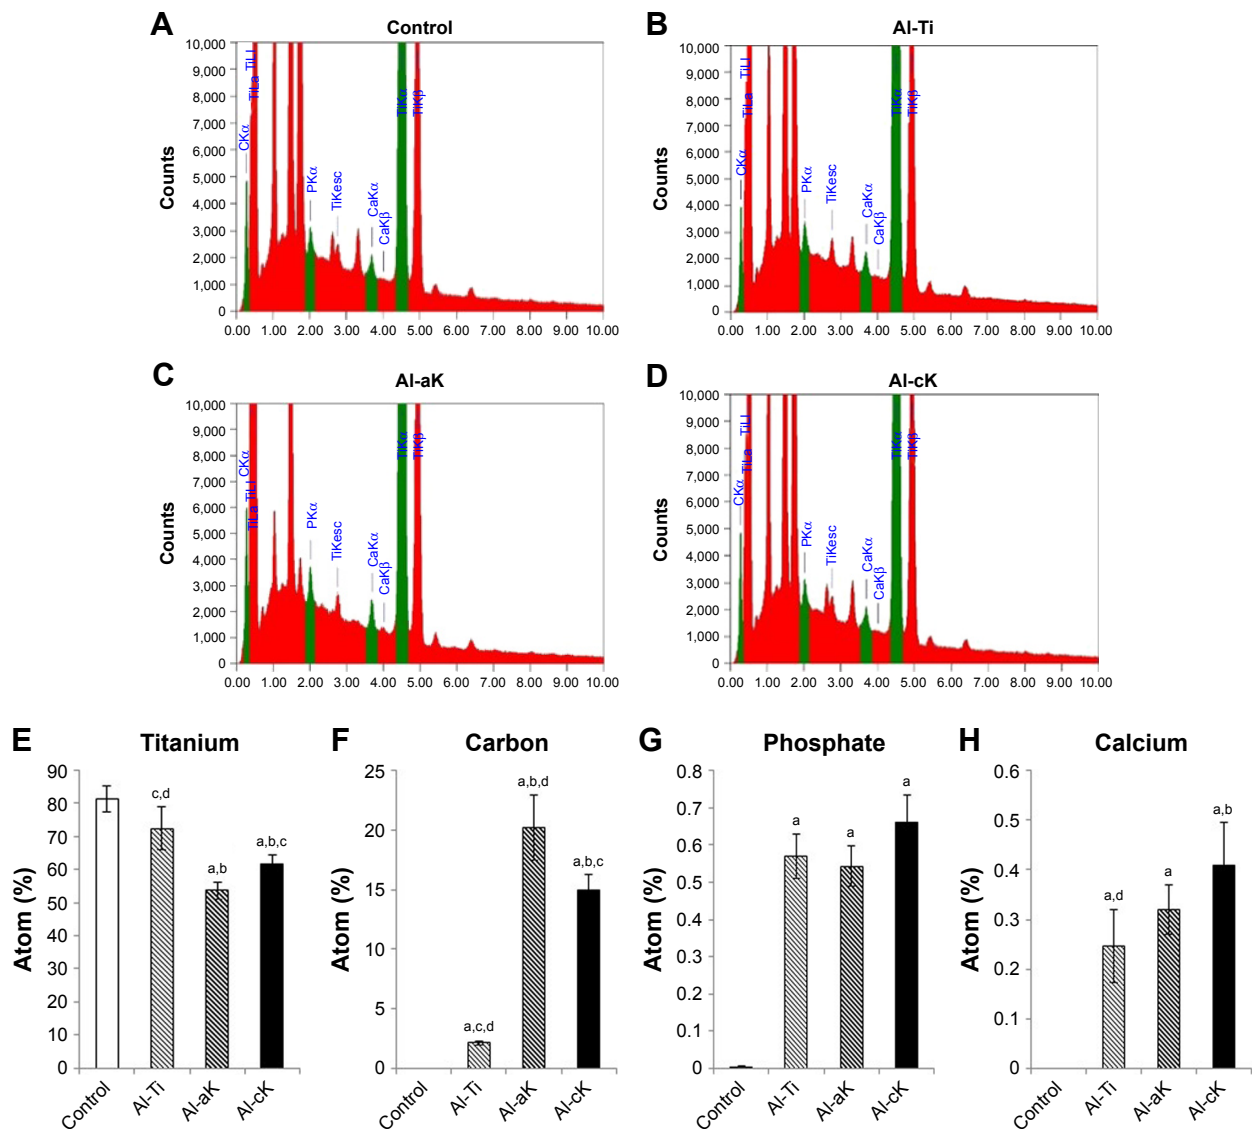 A
Control
Counts
10,000
9,000
8,000
7,000
6,000
5,000
4,000
3,000
2,000
1,000
0
CKα
TiLa
TiLl
PKα
TiKesc
CaKα
CaKβ
TiKα
TiKβ
0.00 1.00 2.00 3.00 4.00 5.00 6.00 7.00 8.00 9.00 10.00
B
Al-Ti
Counts
10,000
9,000
8,000
7,000
6,000
5,000
4,000
3,000
2,000
1,000
0
CKα
TiLa
TiLl
PKα
TiKesc
CaKα
CaKβ
TiKα
TiKβ
0.00 1.00 2.00 3.00 4.00 5.00 6.00 7.00 8.00 9.00 10.00
C
Al-aK
Counts
10,000
9,000
8,000
7,000
6,000
5,000
4,000
3,000
2,000
1,000
0
CKα
TiLa
TiLl
PKα
TiKesc
CaKα
CaKβ
TiKα
TiKβ
0.00 1.00 2.00 3.00 4.00 5.00 6.00 7.00 8.00 9.00 10.00
D
Al-cK
Counts
10,000
9,000
8,000
7,000
6,000
5,000
4,000
3,000
2,000
1,000
0
CKα
TiLa
TiLl
PKα
TiKesc
CaKα
CaKβ
TiKα
TiKβ
0.00 1.00 2.00 3.00 4.00 5.00 6.00 7.00 8.00 9.00 10.00
E
Titanium
Atom (%)
90
80
70
60
50
40
30
20
10
0
c,d
a,b
a,b,c
Control
Al-Ti
Al-aK
Al-cK
F
Carbon
Atom (%)
25
20
15
10
5
0
a,c,d
a,b,d
a,b,c
Control
Al-Ti
Al-aK
Al-cK
G
Phosphate
Atom (%)
0.8
0.7
0.6
0.5
0.4
0.3
0.2
0.1
0
a
a
a
Control
Al-Ti
Al-aK
Al-cK
H
Calcium
Atom (%)
0.6
0.5
0.4
0.3
0.2
0.1
0
a,d
a
a,b
Control
Al-Ti
Al-aK
Al-cK